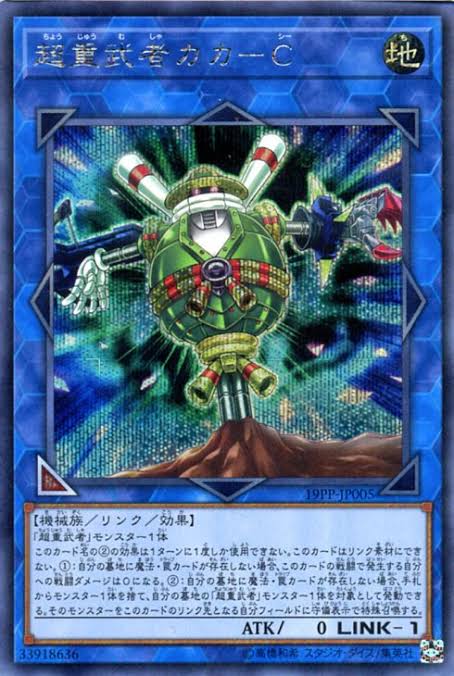 超重武者カカ－C
地
19PP-JP005
【機械族／リンク／効果】
「超重武者」モンスター1体
このカード名の②の効果は1ターンに1度しか使用できない。このカードはリンク素材にできない。①：自分の墓地に魔法・罠カードが存在しない場合、このカードの戦闘で発生する自分への戦闘ダメージは0になる。②：自分の墓地に魔法・罠カードが存在しない場合、手札からモンスター1体を捨て、自分の墓地の「超重武者」モンスター1体を対象として発動できる。そのモンスターをこのカードのリンク先となる自分フィールドに守備表示で特殊召喚する。
ATK/ 0 LINK-1
33918636
©高橋和希 スタジオ・ダイス/集英社